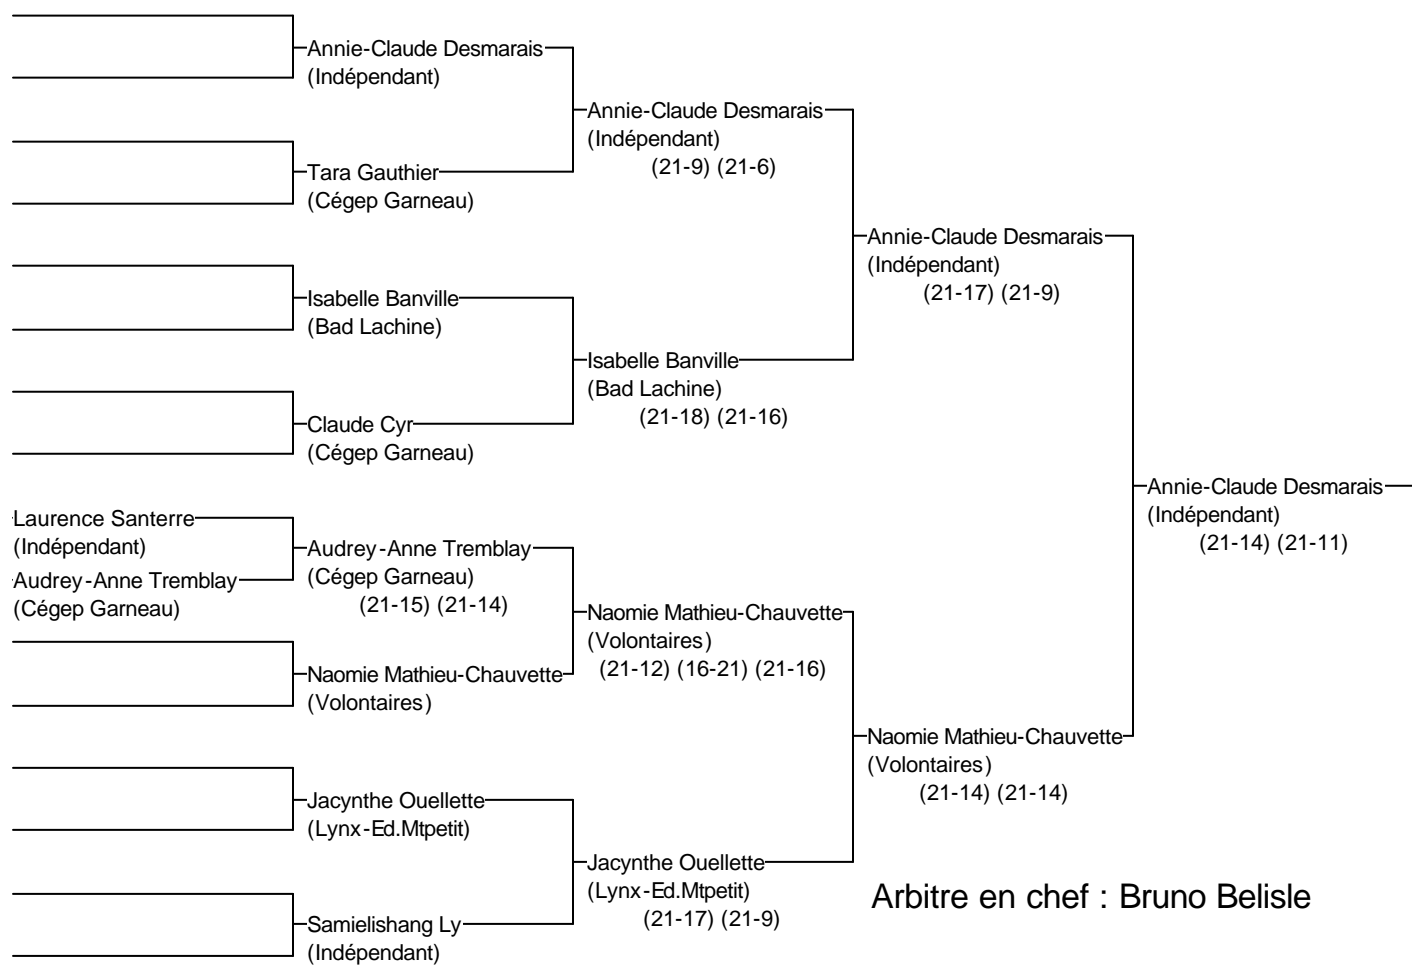 Annie-Claude Desmarais
(Indépendant)
Annie-Claude Desmarais
(Indépendant)
(21-9) (21-6)
Tara Gauthier
(Cégep Garneau)
Annie-Claude Desmarais
(Indépendant)
(21-17) (21-9)
Isabelle Banville
(Bad Lachine)
Isabelle Banville
(Bad Lachine)
(21-18) (21-16)
Claude Cyr
(Cégep Garneau)
Annie-Claude Desmarais
(Indépendant)
(21-14) (21-11)
Laurence Santerre
(Indépendant)
Audrey-Anne Tremblay
(Cégep Garneau)
Audrey-Anne Tremblay
(Cégep Garneau)
(21-15) (21-14)
Naomie Mathieu-Chauvette
(Volontaires)
(21-12) (16-21) (21-16)
Naomie Mathieu-Chauvette
(Volontaires)
Naomie Mathieu-Chauvette
(Volontaires)
(21-14) (21-14)
Jacynthe Ouellette
(Lynx-Ed.Mtpetit)
Jacynthe Ouellette
(Lynx-Ed.Mtpetit)
(21-17) (21-9)
Samielishang Ly
(Indépendant)
Arbitre en chef : Bruno Belisle